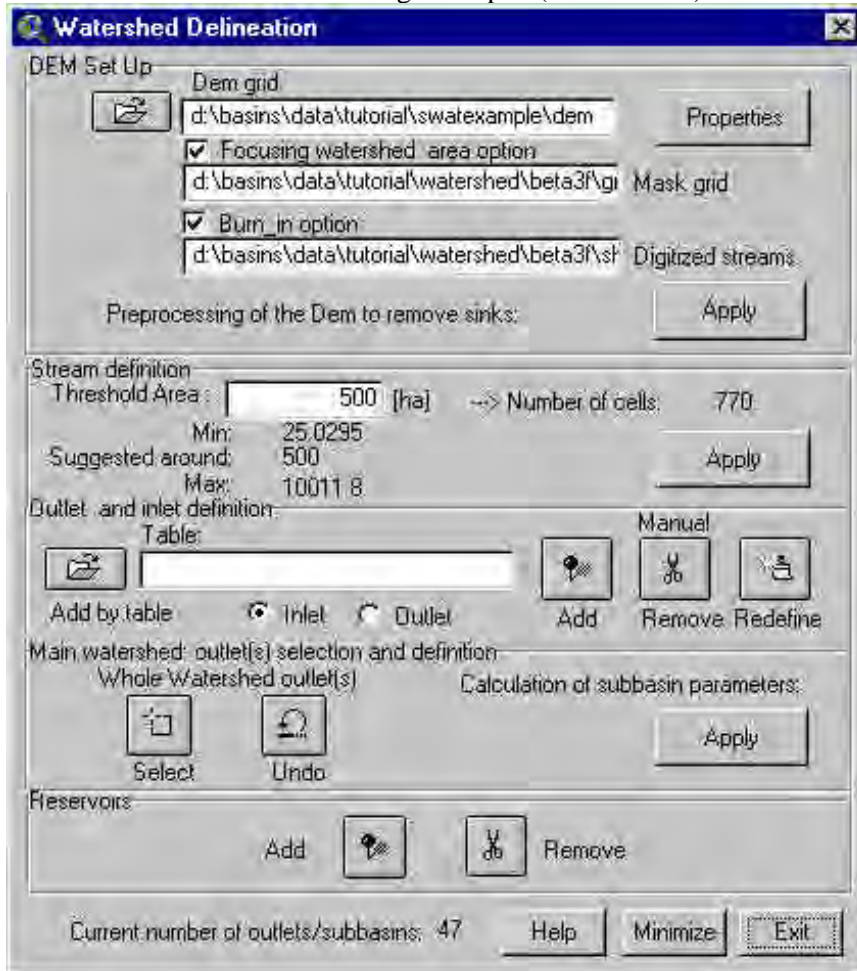 Watershed Delineation
DEM Set Up
Dem grid
d:\basins\data\tutorial\swatexample\dem
Properties
Focusing watershed area option
d:\basins\data\tutorial\watershed\beta3f\gr Mask grid
Burn_in option
d:\basins\data\tutorial\watershed\beta3f\sh Digitized streams
Preprocessing of the Dem to remove sinks: Apply
Stream definition
Threshold Area : 500 [ha] --> Number of cells: 770
Min: 25.0295
Suggested around: 500
Apply
Max: 10011.8
Outlet and inlet definition
Table: Manual
Add by table Inlet Outlet Add Remove Redefine
Main watershed: outlet(s) selection and definition
Whole Watershed outlet(s) Calculation of subbasin parameters:
Apply
Select Undo
Reservoirs
Add Remove
Current number of outlets/subbasins: 47 Help Minimize Exit